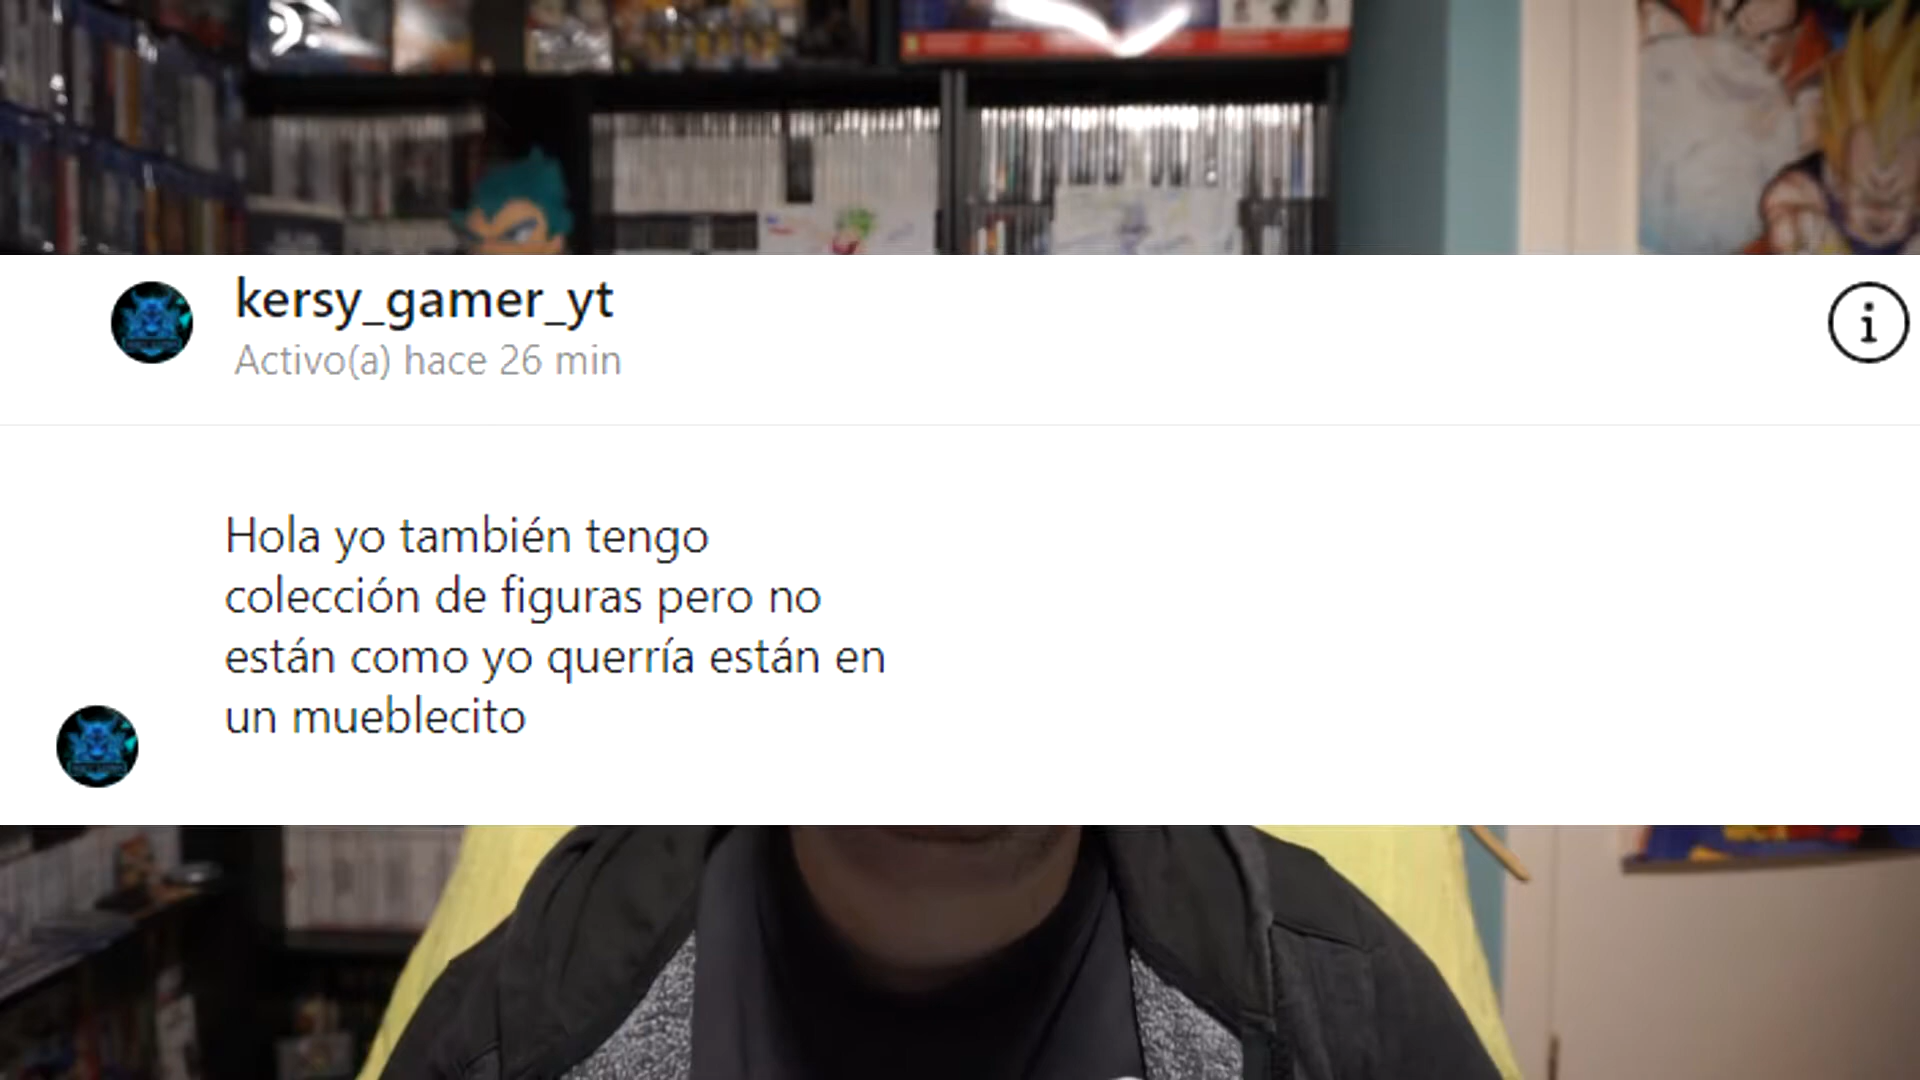 kersy_gamer_yt
Activo(a) hace 26 min
Hola yo también tengo
colección de figuras pero no
están como yo querría están en
un mueblecito